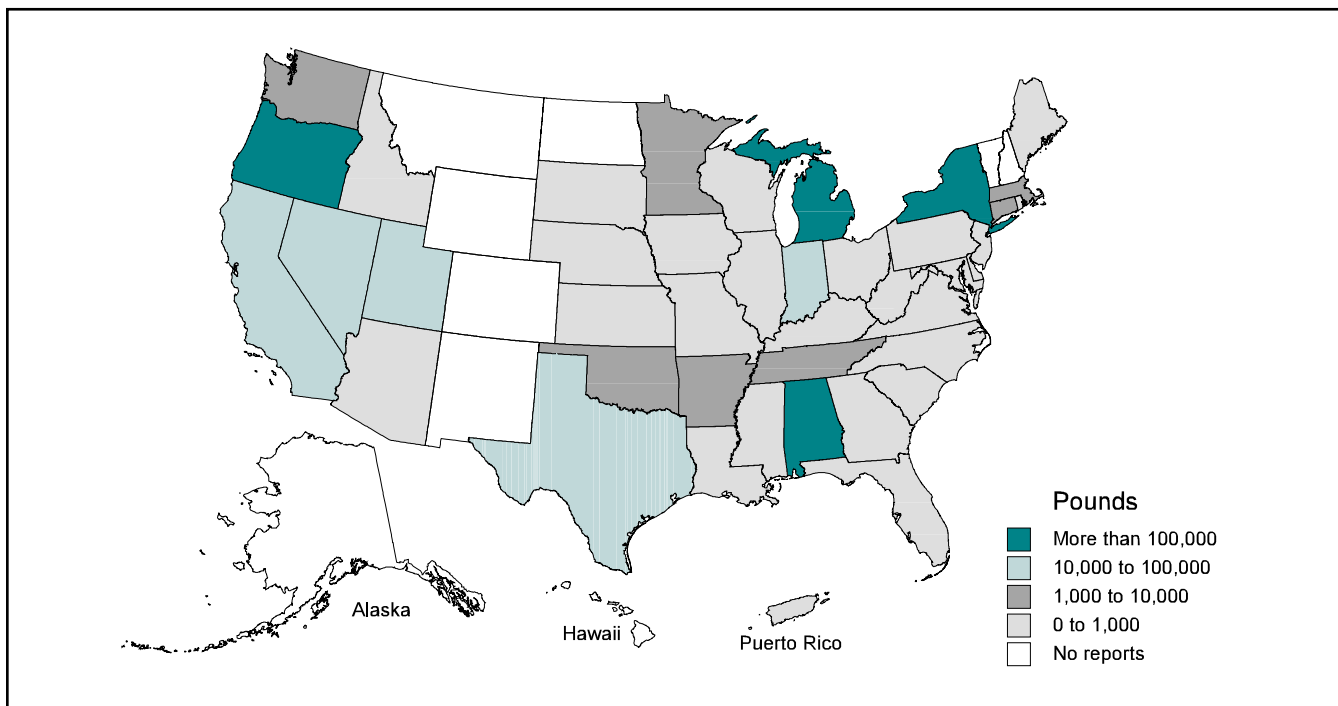 Pounds
More than 100,000
10,000 to 100,000
1,000 to 10,000
0 to 1,000
No reports
Alaska
Hawaii
Puerto Rico